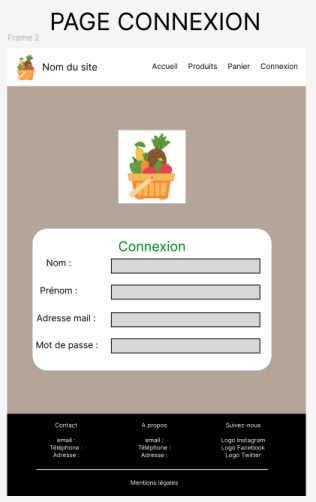 PAGE CONNEXION
Frame 2
Nom du site
Accueil Produits Panier Connexion
Connexion
Nom :
Prénom :
Adresse mail :
Mot de passe :
Contact A propos Suivez-nous
email : email : Logo Instagram
Téléphone : Téléphone : Logo Facebook
Adresse : Adresse : Logo Twitter
Mentions légales